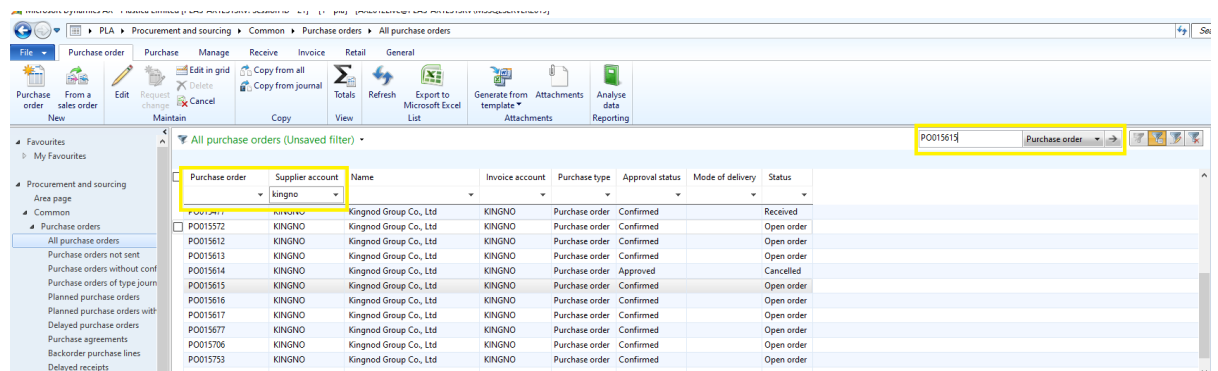 PLA ▸ Procurement and sourcing ▸ Common ▸ Purchase orders ▸ All purchase orders
File Purchase order Purchase Manage Receive Invoice Retail General
Purchase order
From a sales order
Edit
Request change
Edit in grid
Delete
Cancel
Copy from all
Copy from journal
Totals
Refresh
Export to Microsoft Excel
Generate from template
Attachments
Analyse data
New Maintain Copy View List Attachments Reporting
Favourites
My Favourites
Procurement and sourcing
Area page
Common
Purchase orders
All purchase orders
Purchase orders not sent
Purchase orders without conf
Purchase orders of type journ
Planned purchase orders
Planned purchase orders with
Delayed purchase orders
Purchase agreements
Backorder purchase lines
Delayed receipts
All purchase orders (Unsaved filter)
PO015615 Purchase order
Purchase order Supplier account Name Invoice account Purchase type Approval status Mode of delivery Status
kingno
KINGNO Kingnod Group Co., Ltd KINGNO Purchase order Confirmed Received
PO015572 KINGNO Kingnod Group Co., Ltd KINGNO Purchase order Confirmed Open order
PO015612 KINGNO Kingnod Group Co., Ltd KINGNO Purchase order Confirmed Open order
PO015613 KINGNO Kingnod Group Co., Ltd KINGNO Purchase order Confirmed Open order
PO015614 KINGNO Kingnod Group Co., Ltd KINGNO Purchase order Approved Cancelled
PO015615 KINGNO Kingnod Group Co., Ltd KINGNO Purchase order Confirmed Open order
PO015616 KINGNO Kingnod Group Co., Ltd KINGNO Purchase order Confirmed Open order
PO015617 KINGNO Kingnod Group Co., Ltd KINGNO Purchase order Confirmed Open order
PO015677 KINGNO Kingnod Group Co., Ltd KINGNO Purchase order Confirmed Open order
PO015706 KINGNO Kingnod Group Co., Ltd KINGNO Purchase order Confirmed Open order
PO015753 KINGNO Kingnod Group Co., Ltd KINGNO Purchase order Confirmed Open order